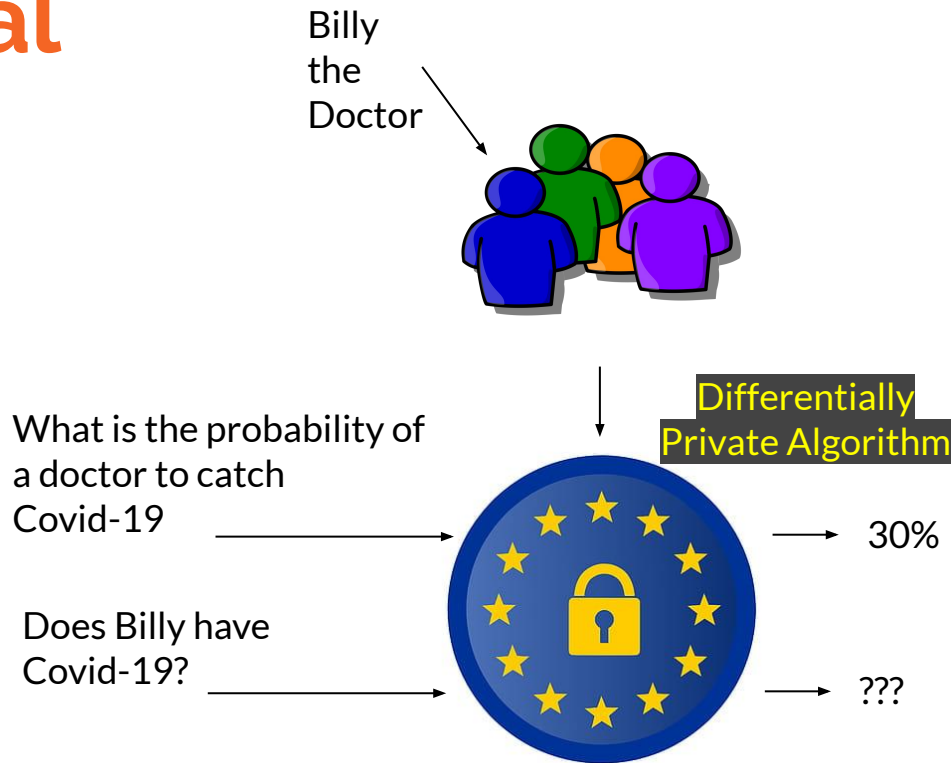 al
Billy
the
Doctor
Differentially
Private Algorithm
What is the probability of
a doctor to catch
Covid-19
30%
Does Billy have
Covid-19?
???